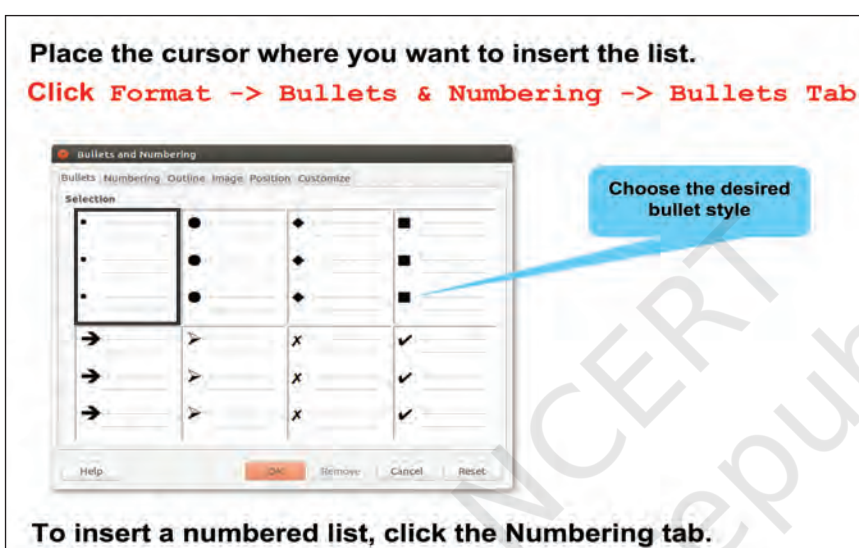 Place the cursor where you want to insert the list.
Click Format -> Bullets & Numbering -> Bullets Tab
Bullets and Numbering
Bullets Numbering Outline Image Position Customize
Selection
Choose the desired
bullet style
Help OK Remove Cancel Reset
To insert a numbered list, click the Numbering tab.
NCERT
republ